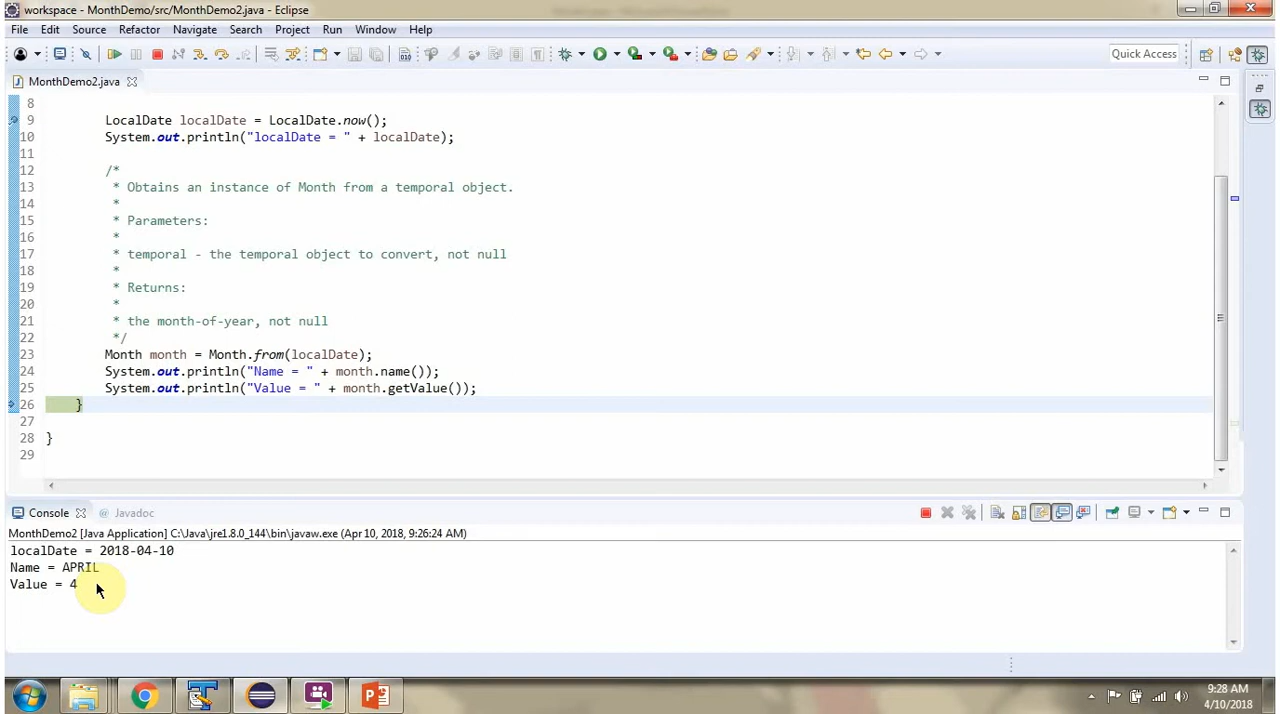 workspace - MonthDemo/src/MonthDemo2.java - Eclipse
File Edit Source Refactor Navigate Search Project Run Window Help
Quick Access
MonthDemo2.java
8
9 LocalDate localDate = LocalDate.now();
10 System.out.println("localDate = " + localDate);
11
12 /*
13 * Obtains an instance of Month from a temporal object.
14 *
15 * Parameters:
16 *
17 * temporal - the temporal object to convert, not null
18 *
19 * Returns:
20 *
21 * the month-of-year, not null
22 */
23 Month month = Month.from(localDate);
24 System.out.println("Name = " + month.name());
25 System.out.println("Value = " + month.getValue());
26 }
27
28 }
29
Console @ Javadoc
MonthDemo2 [Java Application] C:\Java\jre1.8.0_144\bin\javaw.exe (Apr 10, 2018, 9:26:24 AM)
localDate = 2018-04-10
Name = APRIL
Value = 4
9:28 AM
4/10/2018